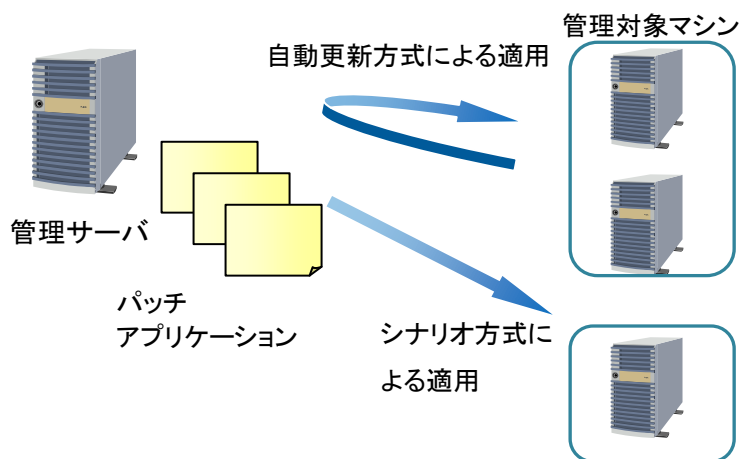 管理対象マシン
自動更新方式による適用
管理サーバ
パッチ
アプリケーション
シナリオ方式に
よる適用